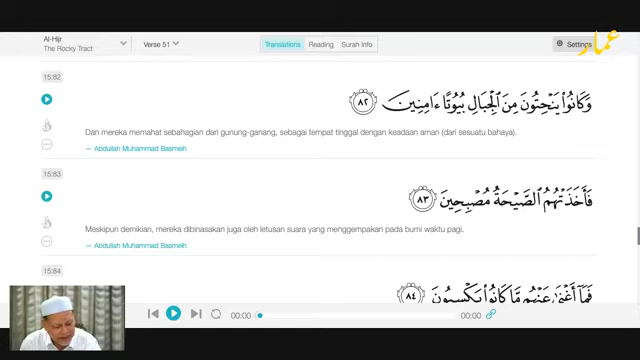 Al-Hijr
The Rocky Tract
Verse 51
Translations
Reading
Surah Info
Settings
عمار
15:82
وَكَانُوا۟ يَنْحِتُونَ مِنَ ٱلْجِبَالِ بُيُوتًا ءَامِنِينَ ٨٢
Dan mereka memahat sebahagian dari gunung-ganang, sebagai tempat tinggal dengan keadaan aman (dari sesuatu bahaya).
— Abdullah Muhammad Basmeih
15:83
فَأَخَذَتْهُمُ ٱلصَّيْحَةُ مُصْبِحِينَ ٨٣
Meskipun demikian, mereka dibinasakan juga oleh letusan suara yang menggempakan pada bumi waktu pagi.
— Abdullah Muhammad Basmeih
15:84
فَمَآ أَغْنَىٰ عَنْهُم مَّا كَانُوا۟ يَكْسِبُونَ ٨٤
00:00
00:00